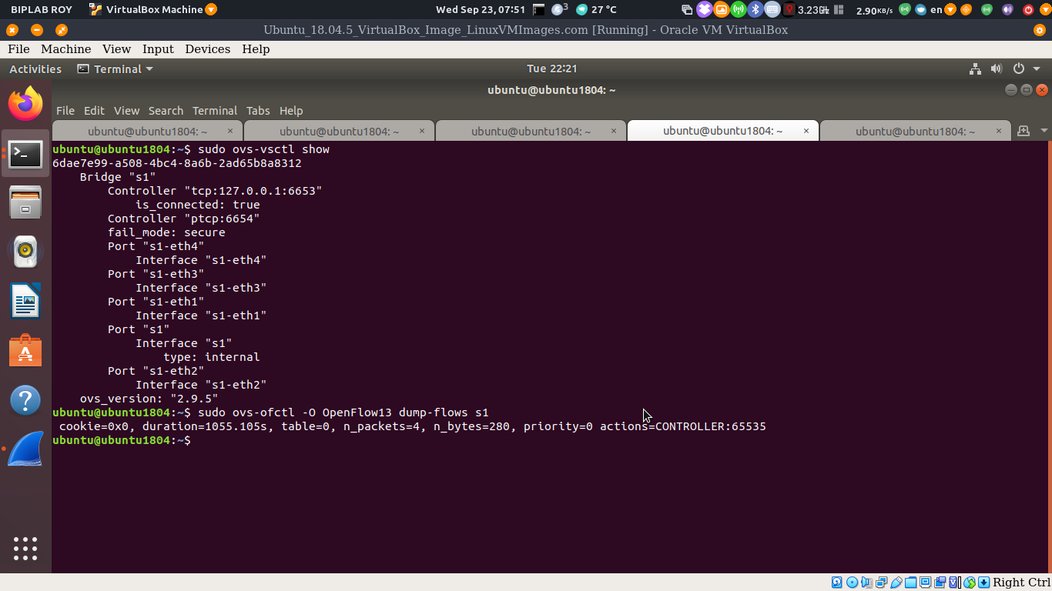 BIPLAB ROY VirtualBox Machine Wed Sep 23, 07:51 3 27 °C 2.90KB/s en
Ubuntu_18.04.5_VirtualBox_Image_LinuxVMImages.com [Running] - Oracle VM VirtualBox
File Machine View Input Devices Help
Activities Terminal Tue 22:21
ubuntu@ubuntu1804: ~
File Edit View Search Terminal Tabs Help
ubuntu@ubuntu1804: ~ × ubuntu@ubuntu1804: ~ × ubuntu@ubuntu1804: ~ × ubuntu@ubuntu1804: ~ × ubuntu@ubuntu1804: ~ ×
ubuntu@ubuntu1804:~$ sudo ovs-vsctl show
6dae7e99-a508-4bc4-8a6b-2ad65b8a8312
    Bridge "s1"
        Controller "tcp:127.0.0.1:6653"
            is_connected: true
        Controller "ptcp:6654"
        fail_mode: secure
        Port "s1-eth4"
            Interface "s1-eth4"
        Port "s1-eth3"
            Interface "s1-eth3"
        Port "s1-eth1"
            Interface "s1-eth1"
        Port "s1"
            Interface "s1"
                type: internal
        Port "s1-eth2"
            Interface "s1-eth2"
    ovs_version: "2.9.5"
ubuntu@ubuntu1804:~$ sudo ovs-ofctl -O OpenFlow13 dump-flows s1
 cookie=0x0, duration=1055.105s, table=0, n_packets=4, n_bytes=280, priority=0 actions=CONTROLLER:65535
ubuntu@ubuntu1804:~$
Right Ctrl